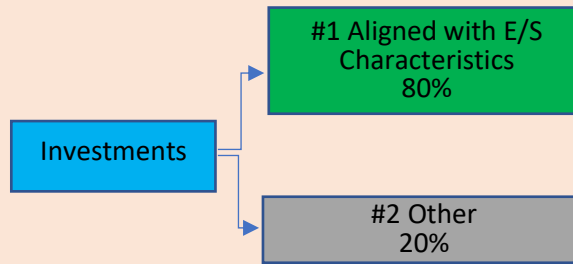 #1 Aligned with E/S
Characteristics
80%
Investments
#2 Other
20%